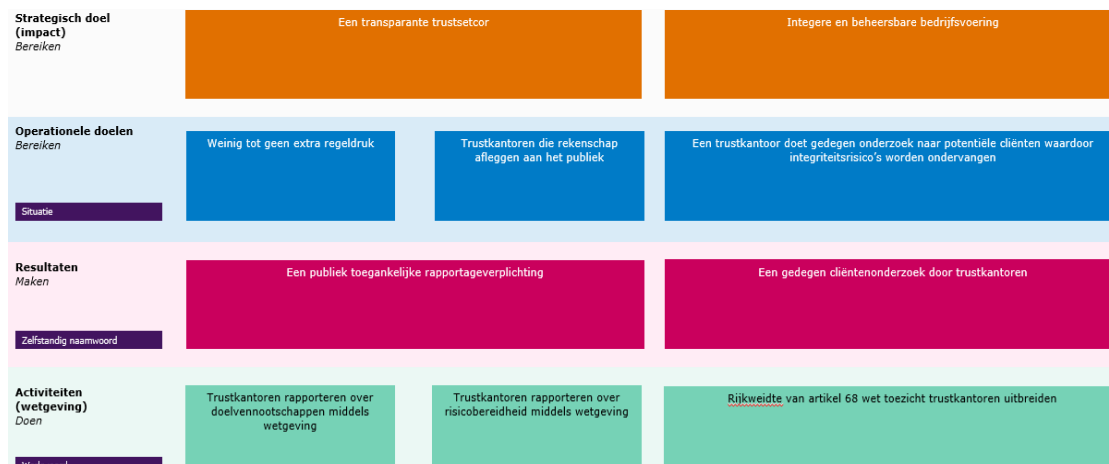 Strategisch doel
(impact)
Bereiken
Een transparante trustsetcor
Integere en beheersbare bedrijfsvoering
Operationele doelen
Bereiken
Situatie
Weinig tot geen extra regeldruk
Trustkantoren die rekenschap
afleggen aan het publiek
Een trustkantoor doet gedegen onderzoek naar potentiële cliënten waardoor
integriteitsrisico's worden ondervangen
Resultaten
Maken
Zelfstandig naamwoord
Een publiek toegankelijke rapportageverplichting
Een gedegen cliëntenonderzoek door trustkantoren
Activiteiten
(wetgeving)
Doen
Trustkantoren rapporteren over
doelvennootschappen middels
wetgeving
Trustkantoren rapporteren over
risicobereidheid middels wetgeving
Rijkweidte van artikel 68 wet toezicht trustkantoren uitbreiden